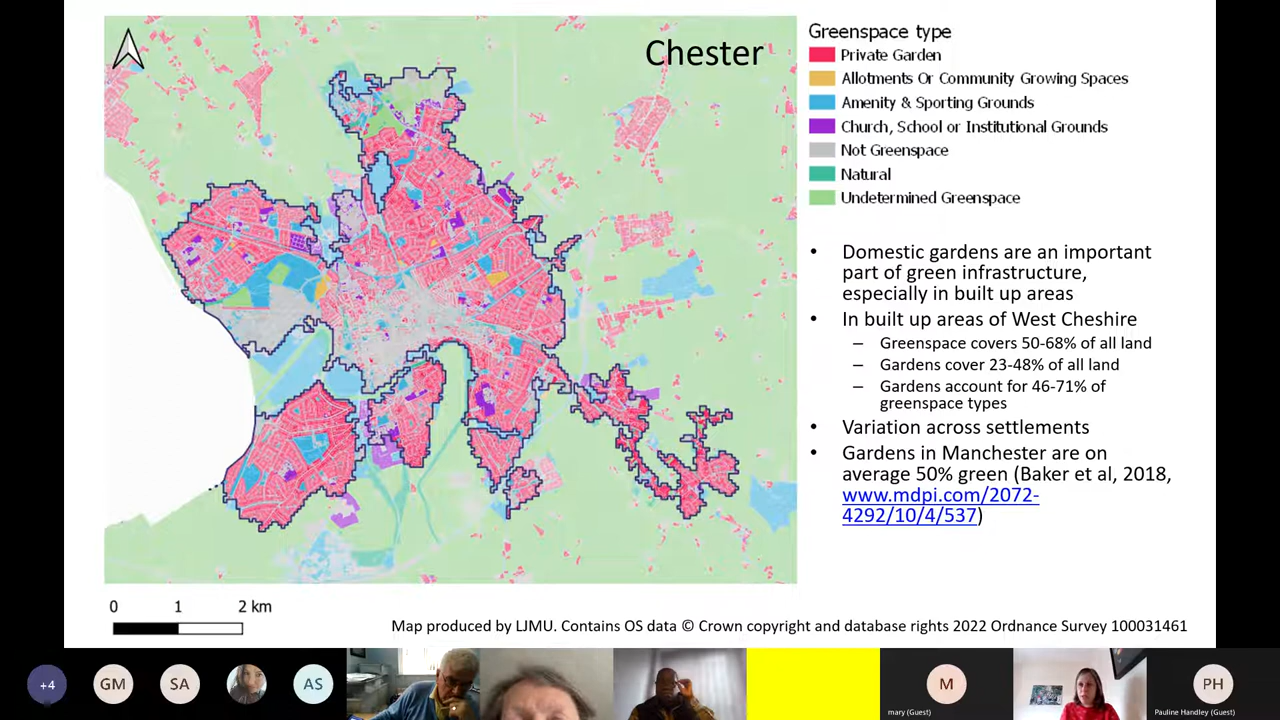 Chester
Greenspace type
Private Garden
Allotments Or Community Growing Spaces
Amenity & Sporting Grounds
Church, School or Institutional Grounds
Not Greenspace
Natural
Undetermined Greenspace
• Domestic gardens are an important
part of green infrastructure,
especially in built up areas
• In built up areas of West Cheshire
– Greenspace covers 50-68% of all land
– Gardens cover 23-48% of all land
– Gardens account for 46-71% of
greenspace types
• Variation across settlements
• Gardens in Manchester are on
average 50% green (Baker et al, 2018,
www.mdpi.com/2072-
4292/10/4/537)
0 1 2 km
Map produced by LJMU. Contains OS data © Crown copyright and database rights 2022 Ordnance Survey 100031461
+4 GM SA AS M PH
mary (Guest) Pauline Handley (Guest)